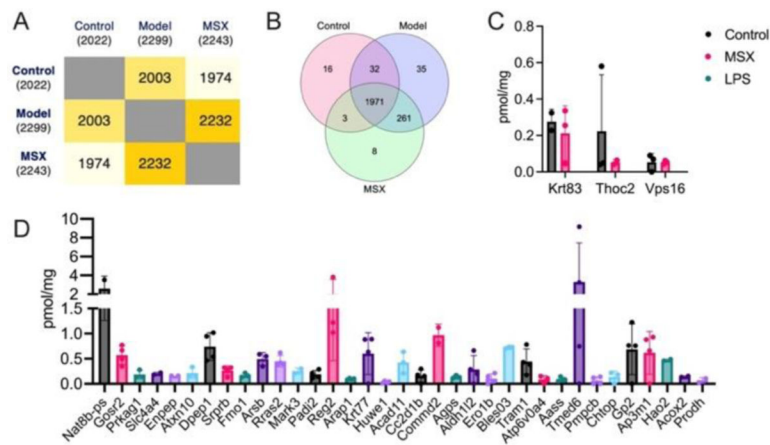 A
Control Model MSX
(2022) (2299) (2243)
Control
(2022)
2003 1974
Model
(2299)
2003 2232
MSX
(2243)
1974 2232
B
Control Model
16 32 35
1971
3 261
8
MSX
C
pmol/mg
0.8
0.6
0.4
0.2
0.0
Krt83 Thoc2 Vps16
Control
MSX
LPS
D
pmol/mg
10
8
6
4
2
1.5
1.0
0.5
0.0
Nat8b-ps Gosr2 Prkag1 Slc4a4 Enpep Atxn10 Dpep1 Srprb Fmo1 Arsb Rras2 Mark3 Padi2 Reg2 Arap1 Krt77 Huwe1 Acad11 Cc2d1b Commd2 Agps Aldh1l2 Ero1b Bles03 Tram1 Atp6v0a4 Aass Tmed6 Pmpcb Chtop Gp2 Ap3m1 Hao2 Acox2 Prodh